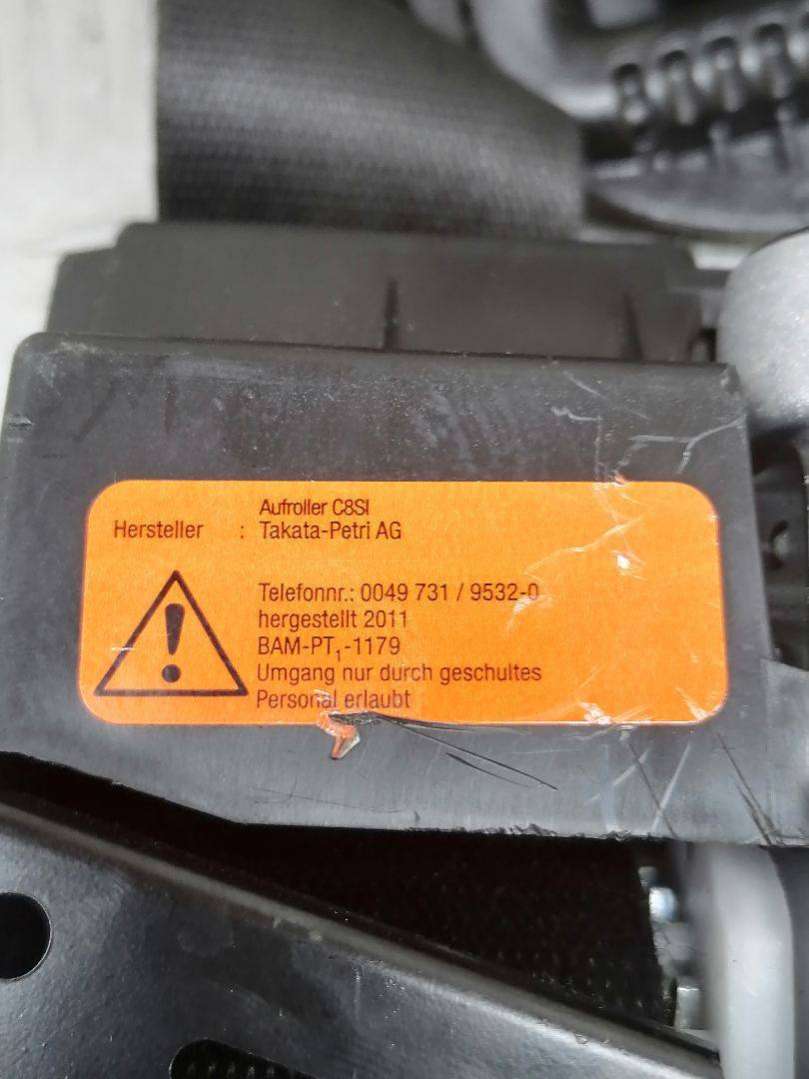 Aufroller C8SI
Hersteller : Takata-Petri AG
Telefonnr.: 0049 731 / 9532-0
hergestellt 2011
BAM-PT₁-1179
Umgang nur durch geschultes
Personal erlaubt